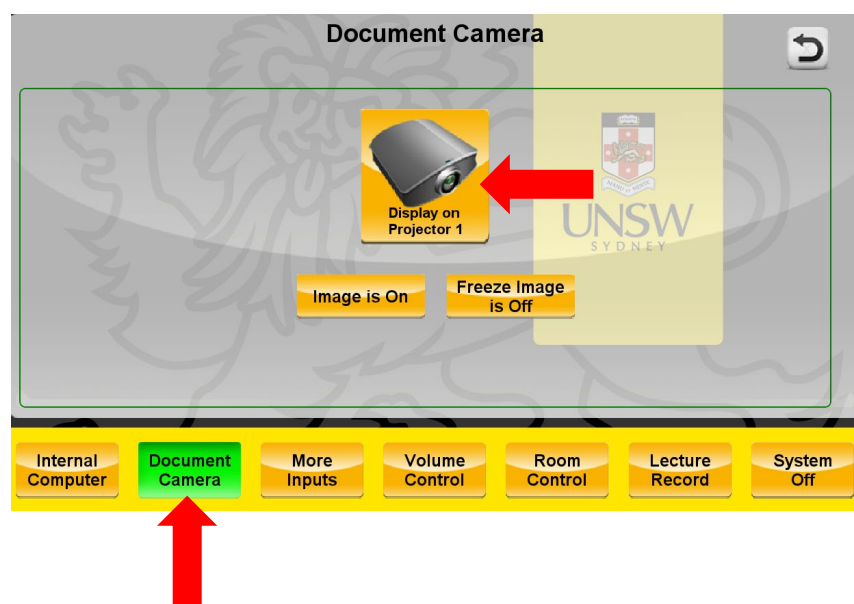 Document Camera
Display on
Projector 1
UNSW
SYDNEY
Image is On
Freeze Image
is Off
Internal
Computer
Document
Camera
More
Inputs
Volume
Control
Room
Control
Lecture
Record
System
Off